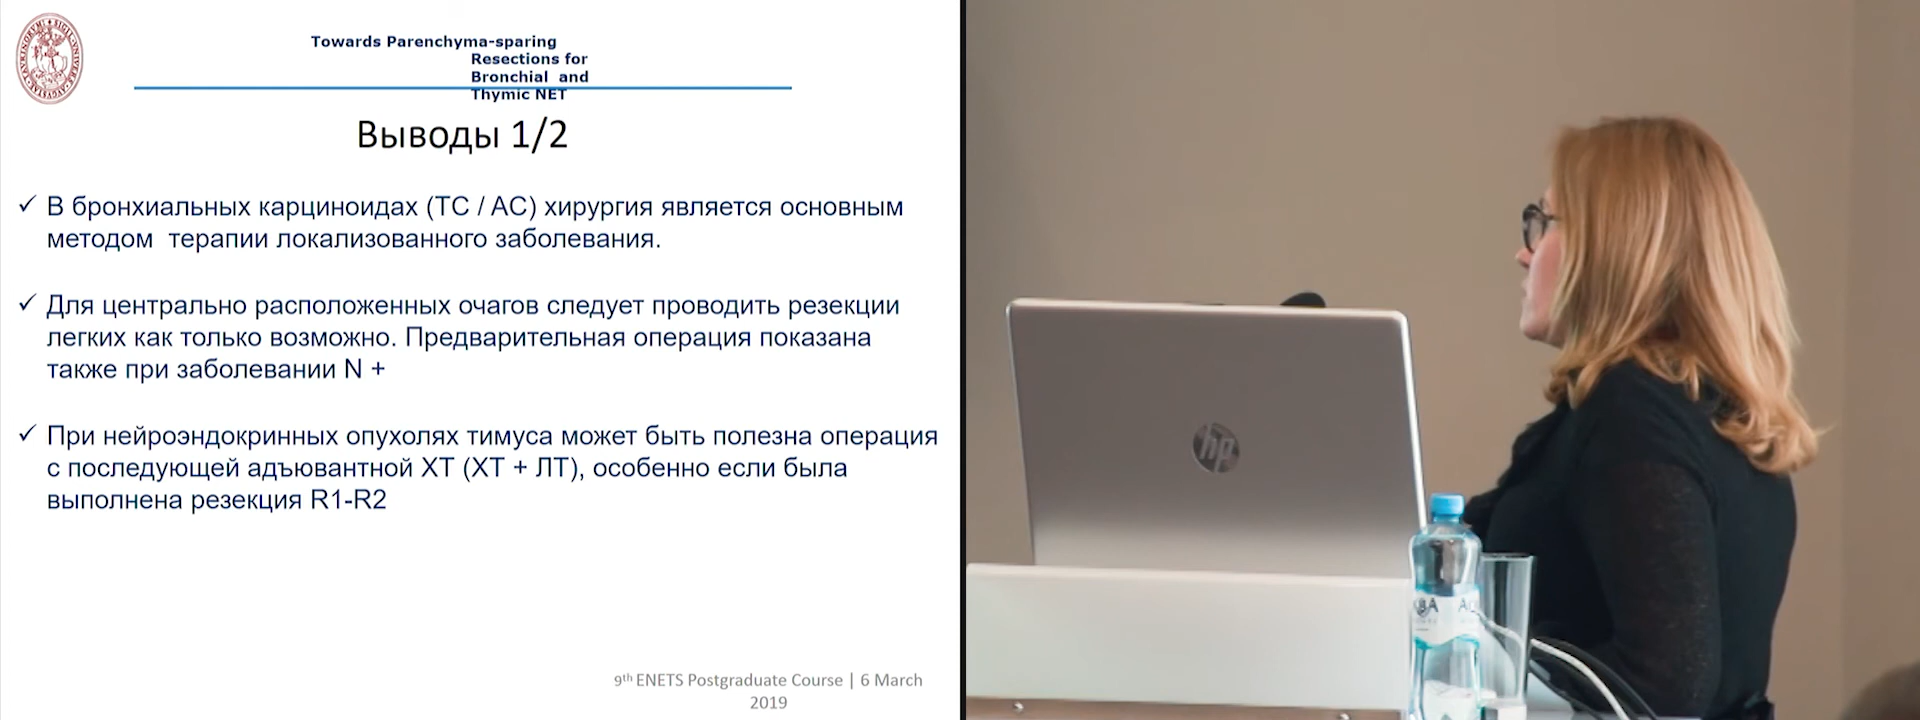 Towards Parenchyma-sparing
Resections for
Bronchial and
Thymic NET
Выводы 1/2
✓ В бронхиальных карциноидах (ТС / АС) хирургия является основным
методом терапии локализованного заболевания.
✓ Для центрально расположенных очагов следует проводить резекции
легких как только возможно. Предварительная операция показана
также при заболевании N +
✓ При нейроэндокринных опухолях тимуса может быть полезна операция
с последующей адъювантной ХТ (ХТ + ЛТ), особенно если была
выполнена резекция R1-R2
9th ENETS Postgraduate Course | 6 March
2019
hp